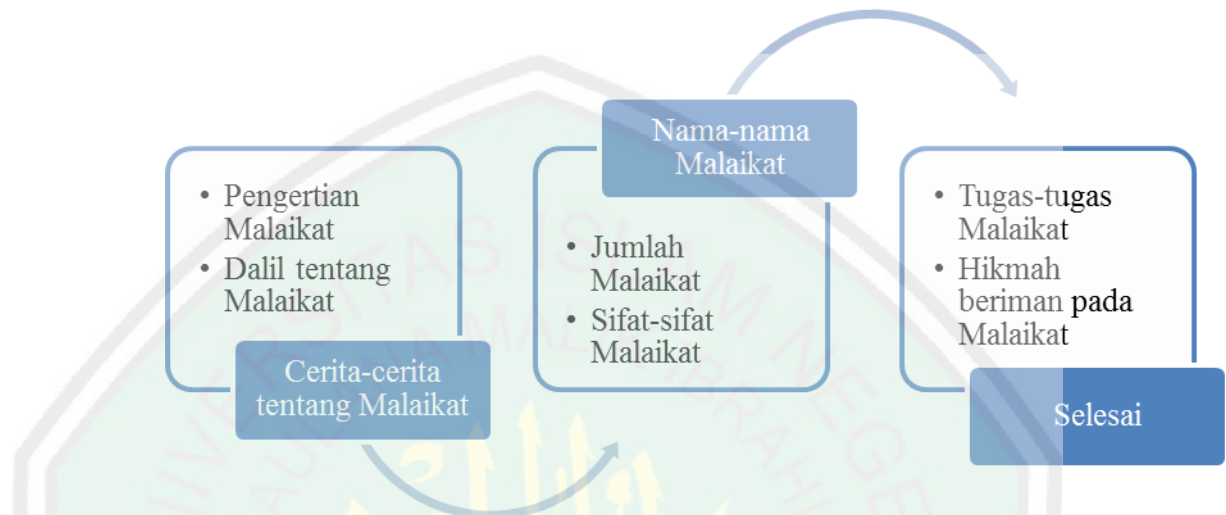 • Pengertian
Malaikat
• Dalil tentang
Malaikat
Cerita-cerita
tentang Malaikat
Nama-nama
Malaikat
• Jumlah
Malaikat
• Sifat-sifat
Malaikat
• Tugas-tugas
Malaikat
• Hikmah
beriman pada
Malaikat
Selesai